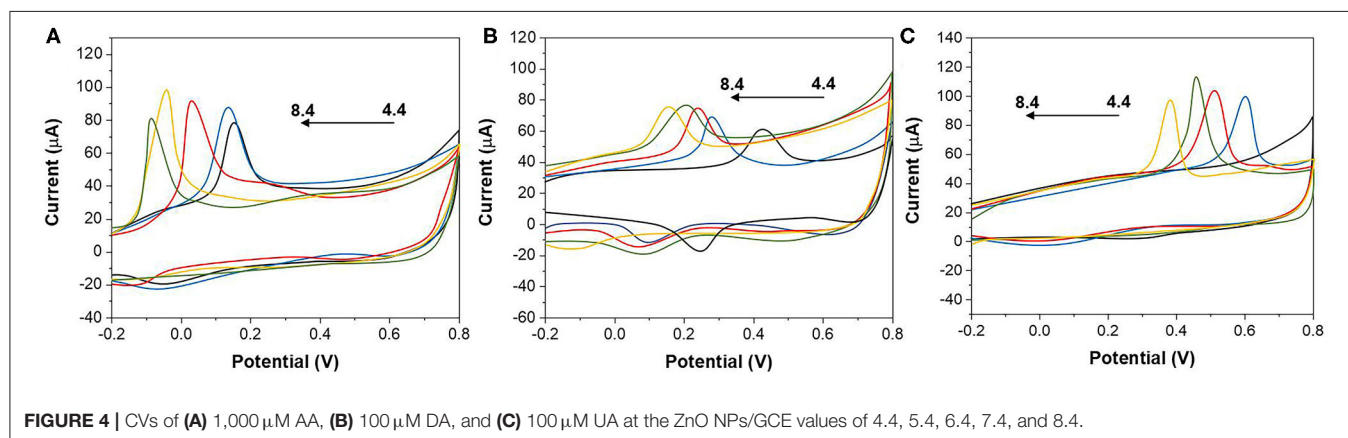 A
120
100
80
60
40
20
0
-20
-40
Current (µA)
-0.2 0.0 0.2 0.4 0.6 0.8
Potential (V)
8.4 4.4
B
120
100
80
60
40
20
0
-20
-40
-60
Current (µA)
-0.2 0.0 0.2 0.4 0.6 0.8
Potential (V)
8.4 4.4
C
140
120
100
80
60
40
20
0
-20
-40
Current (µA)
-0.2 0.0 0.2 0.4 0.6 0.8
Potential (V)
8.4 4.4
FIGURE 4 | CVs of (A) 1,000 µM AA, (B) 100 µM DA, and (C) 100 µM UA at the ZnO NPs/GCE values of 4.4, 5.4, 6.4, 7.4, and 8.4.